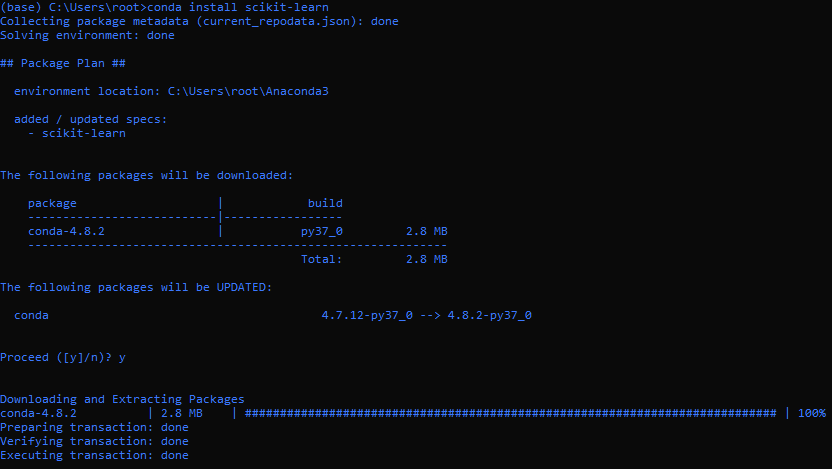 (base) C:\Users\root>conda install scikit-learn
Collecting package metadata (current_repodata.json): done
Solving environment: done
## Package Plan ##
  environment location: C:\Users\root\Anaconda3
  added / updated specs:
    - scikit-learn
The following packages will be downloaded:
    package                    |            build
    ---------------------------|-----------------
    conda-4.8.2                |           py37_0         2.8 MB
    ------------------------------------------------------------
                                           Total:         2.8 MB
The following packages will be UPDATED:
  conda                                       4.7.12-py37_0 --> 4.8.2-py37_0
Proceed ([y]/n)? y
Downloading and Extracting Packages
conda-4.8.2          | 2.8 MB    | ############################################################################ | 100%
Preparing transaction: done
Verifying transaction: done
Executing transaction: done